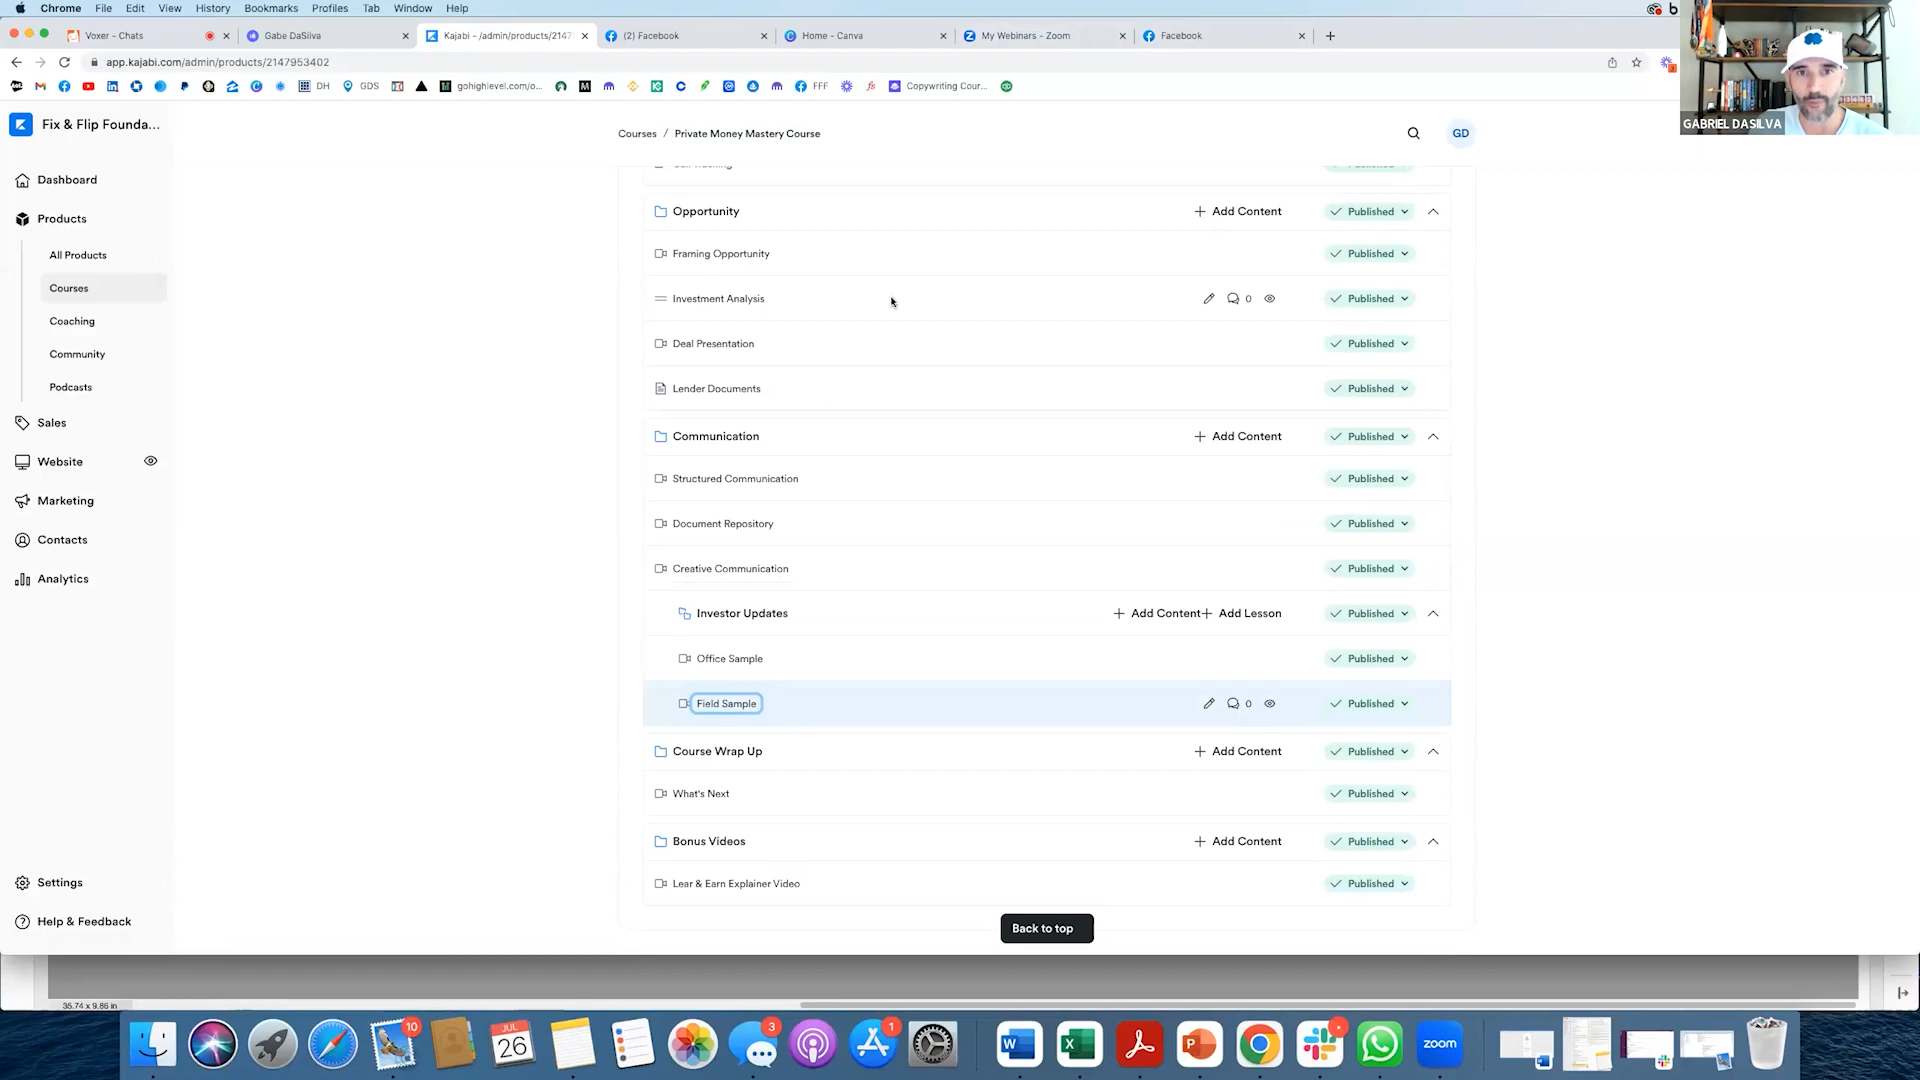 Chrome File Edit View History Bookmarks Profiles Tab Window Help
Voxer - Chats
Gabe DaSilva
Kajabi - /admin/products/2147
(2) Facebook
Home - Canva
My Webinars - Zoom
Facebook
app.kajabi.com/admin/products/2147953402
DH
GDS
gohighlevel.com/o...
FFF
Copywriting Cour...
GABRIEL DASILVA
Fix & Flip Founda...
Courses / Private Money Mastery Course
GD
Dashboard
Products
All Products
Courses
Coaching
Community
Podcasts
Sales
Website
Marketing
Contacts
Analytics
Settings
Help & Feedback
Opportunity + Add Content Published
Framing Opportunity Published
Investment Analysis 0 Published
Deal Presentation Published
Lender Documents Published
Communication + Add Content Published
Structured Communication Published
Document Repository Published
Creative Communication Published
Investor Updates + Add Content + Add Lesson Published
Office Sample Published
Field Sample 0 Published
Course Wrap Up + Add Content Published
What's Next Published
Bonus Videos + Add Content Published
Lear & Earn Explainer Video Published
Back to top
35.74 x 9.86 in
10
JUL
26
3
1
zoom